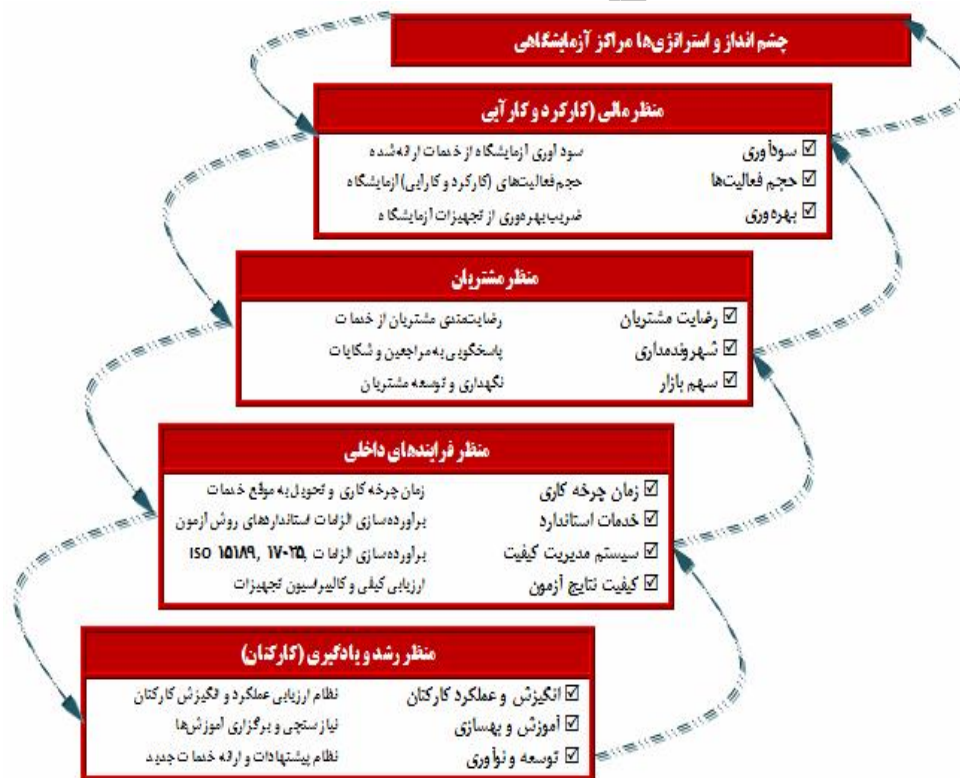 چشم انداز و استراتژی‌ها مراکز آزمایشگاهی
منظر مالی (کارکرد و کارآیی
☑ سودآوری سود آوری آزمایشگاه از خدمات ارائه شده
☑ حجم فعالیت‌ها حجم فعالیت‌های (کارکرد و کارایی) آزمایشگاه
☑ بهره‌وری ضریب بهره‌وری از تجهیزات آزمایشگاه
منظر مشتریان
☑ رضایت مشتریان رضایتمندی مشتریان از خدمات
☑ شهروندمداری پاسخگویی به مراجعین و شکایات
☑ سهم بازار نگهداری و توسعه مشتریان
منظر فرایندهای داخلی
☑ زمان چرخه کاری زمان چرخه کاری و تحویل به موقع خدمات
☑ خدمات استاندارد برآورده‌سازی الزامات استانداردهای روش آزمون
☑ سیستم مدیریت کیفیت برآورده‌سازی الزامات ISO ۱۵۱۸۹, ۱۷۰۲۵,
☑ کیفیت نتایج آزمون ارزیابی کیفی و کالیبراسیون تجهیزات
منظر رشد و یادگیری (کارکنان)
☑ انگیزش و عملکرد کارکنان نظام ارزیابی عملکرد و انگیزش کارکنان
☑ آموزش و بهسازی نیاز سنجی و برگزاری آموزش‌ها
☑ توسعه و نوآوری نظام پیشنهادات و ارائه خدمات جدید